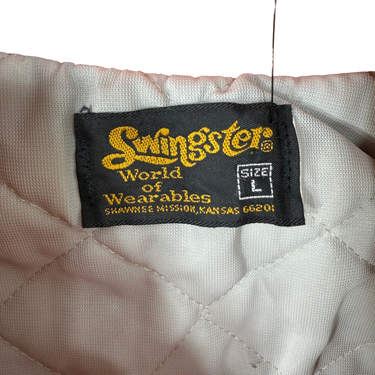 Swingster®
World
of
Wearables
SHAWNEE MISSION, KANSAS 66201
SIZE
L